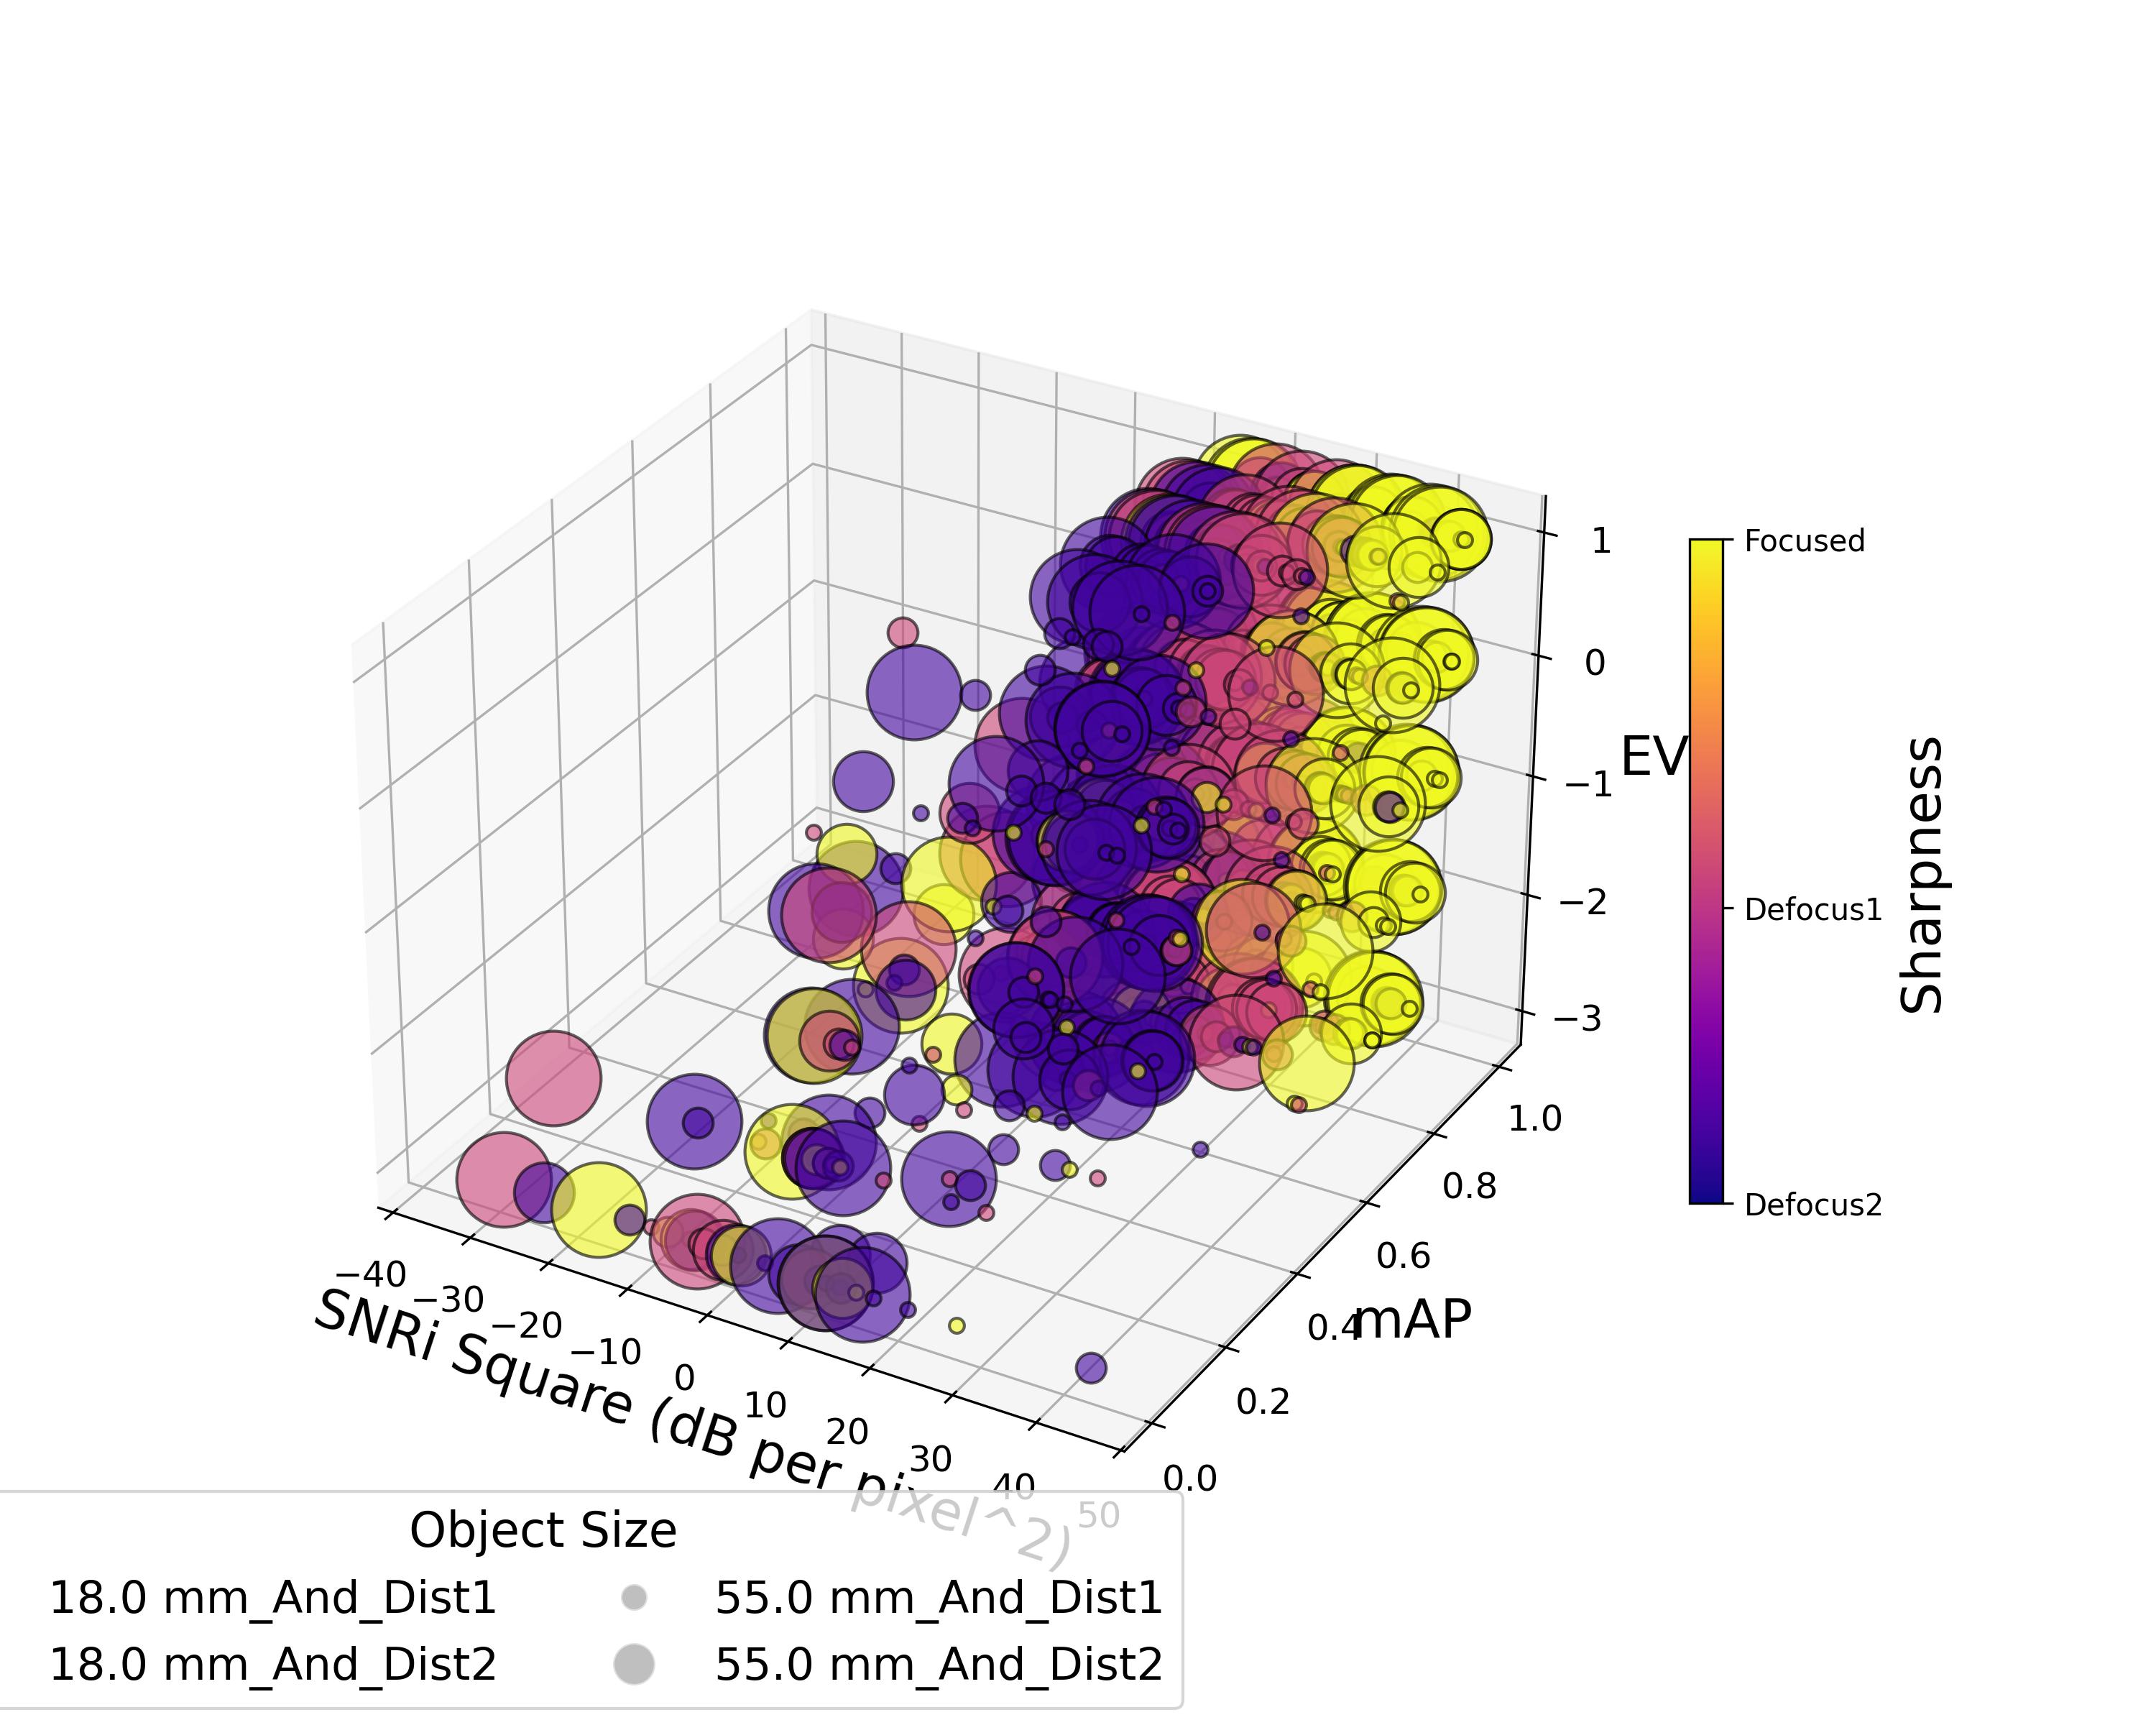 1
0
−1
−2
−3
EV
Focused
Defocus1
Defocus2
Sharpness
1.0
0.8
0.6
0.4
0.2
0.0
mAP
−40
−30
−20
−10
0
10
20
30
40
50
SNRi Square (dB per pixel^2)
Object Size
18.0 mm_And_Dist1
55.0 mm_And_Dist1
18.0 mm_And_Dist2
55.0 mm_And_Dist2